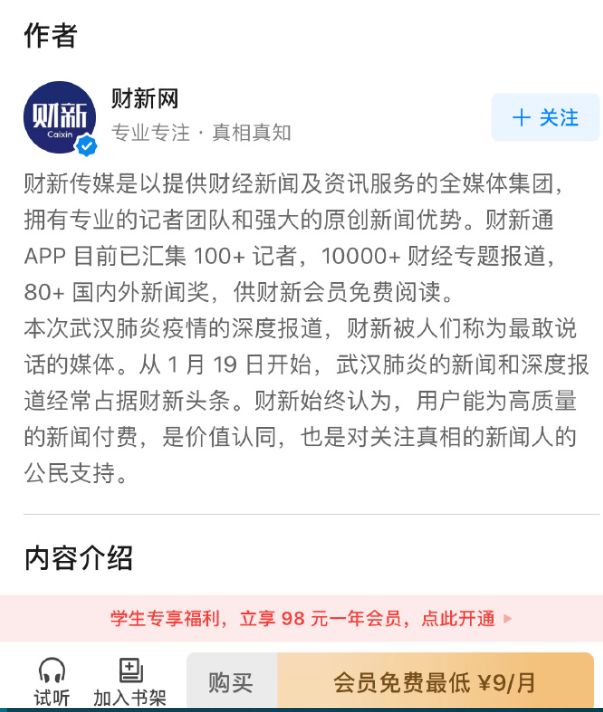 作者
财新
Caixin
财新网
专业专注 · 真相真知
+ 关注
财新传媒是以提供财经新闻及资讯服务的全媒体集团，
拥有专业的记者团队和强大的原创新闻优势。财新通
APP 目前已汇集 100+ 记者，10000+ 财经专题报道，
80+ 国内外新闻奖，供财新会员免费阅读。
本次武汉肺炎疫情的深度报道，财新被人们称为最敢说
话的媒体。从 1 月 19 日开始，武汉肺炎的新闻和深度报
道经常占据财新头条。财新始终认为，用户能为高质量
的新闻付费，是价值认同，也是对关注真相的新闻人的
公民支持。
内容介绍
学生专享福利，立享 98 元一年会员，点此开通
试听
加入书架
购买
会员免费最低 ¥9/月